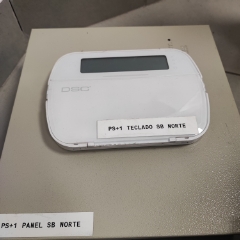 DSC
PS+1 TECLADO SB NORTE
PS+1 PANEL SB NORTE